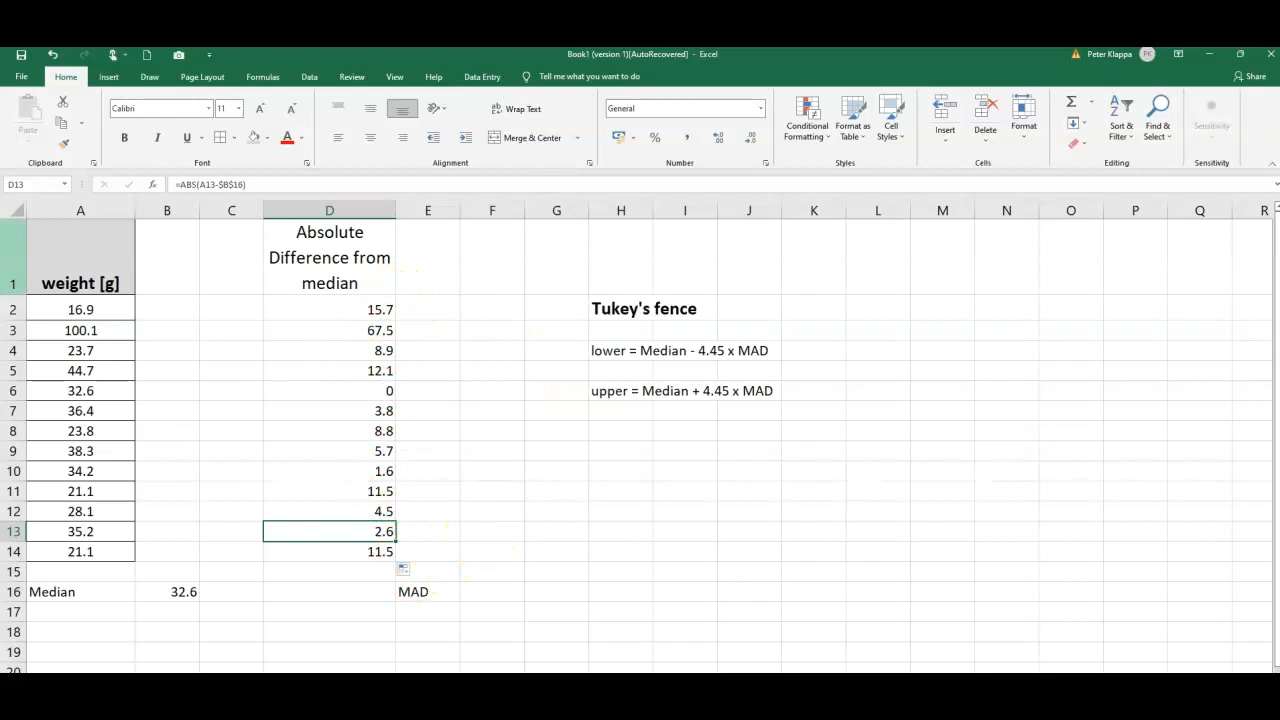 Book1 (version 1)[AutoRecovered] - Excel
Peter Klappa PK
File Home Insert Draw Page Layout Formulas Data Review View Help Data Entry Tell me what you want to do Share
Paste
Calibri 11
B I U A
Wrap Text
Merge & Center
General
%
Conditional Formatting
Format as Table
Cell Styles
Insert
Delete
Format
Sort & Filter
Find & Select
Sensitivity
Clipboard Font Alignment Number Styles Cells Editing Sensitivity
D13 fx =ABS(A13-$B$16)
A B C D E F G H I J K L M N O P Q R
1 weight [g] Absolute Difference from median
2 16.9 15.7 Tukey's fence
3 100.1 67.5
4 23.7 8.9 lower = Median - 4.45 x MAD
5 44.7 12.1
6 32.6 0 upper = Median + 4.45 x MAD
7 36.4 3.8
8 23.8 8.8
9 38.3 5.7
10 34.2 1.6
11 21.1 11.5
12 28.1 4.5
13 35.2 2.6
14 21.1 11.5
15
16 Median 32.6 MAD
17
18
19
20